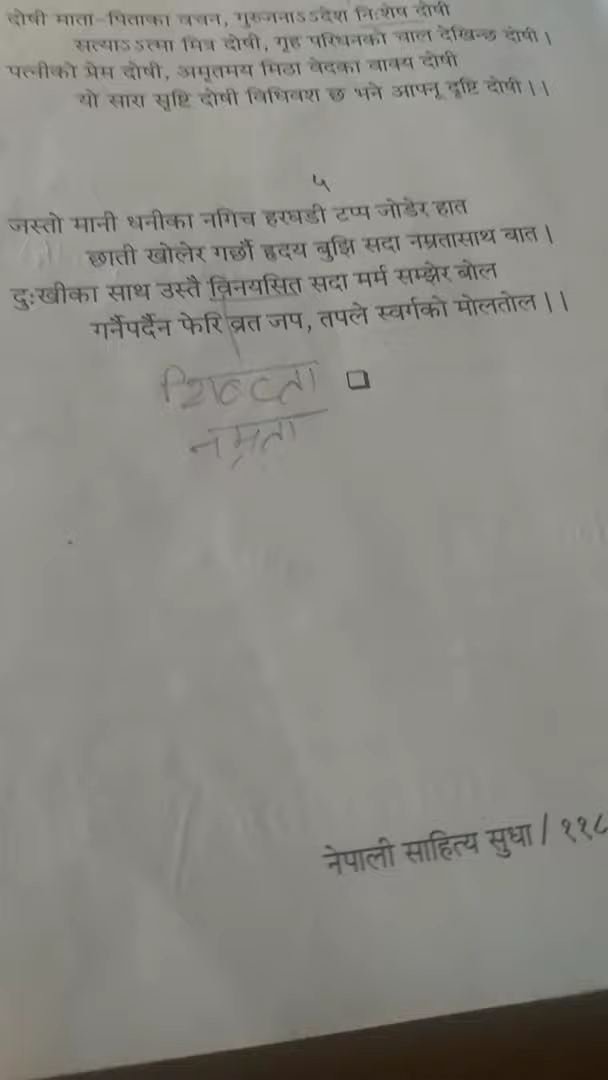 दोषी माता-पिताका वचन, गुरुजनाऽऽदेश निःशेष दोषी
सत्याऽऽत्मा मित्र दोषी, गृह परिधनको चाल देखिन्छ दोषी ।
पत्नीको प्रेम दोषी, अमृतमय मिठा वेदका वाक्य दोषी
यो सारा सृष्टि दोषी विधिवश छ भने आफ्नू दृष्टि दोषी ।।
५
जस्तो मानी धनीका नगिच हरघडी टप्प जोडेर हात
छाती खोलेर गर्छौं हृदय बुझि सदा नम्रतासाथ बात ।
दुःखीका साथ उस्तै विनयसित सदा मर्म सम्झेर बोल
गर्नैपर्दैन फेरि व्रत जप, तपले स्वर्गको मोलतोल ।।
शिष्टता
नम्रता
नेपाली साहित्य सुधा / ११८